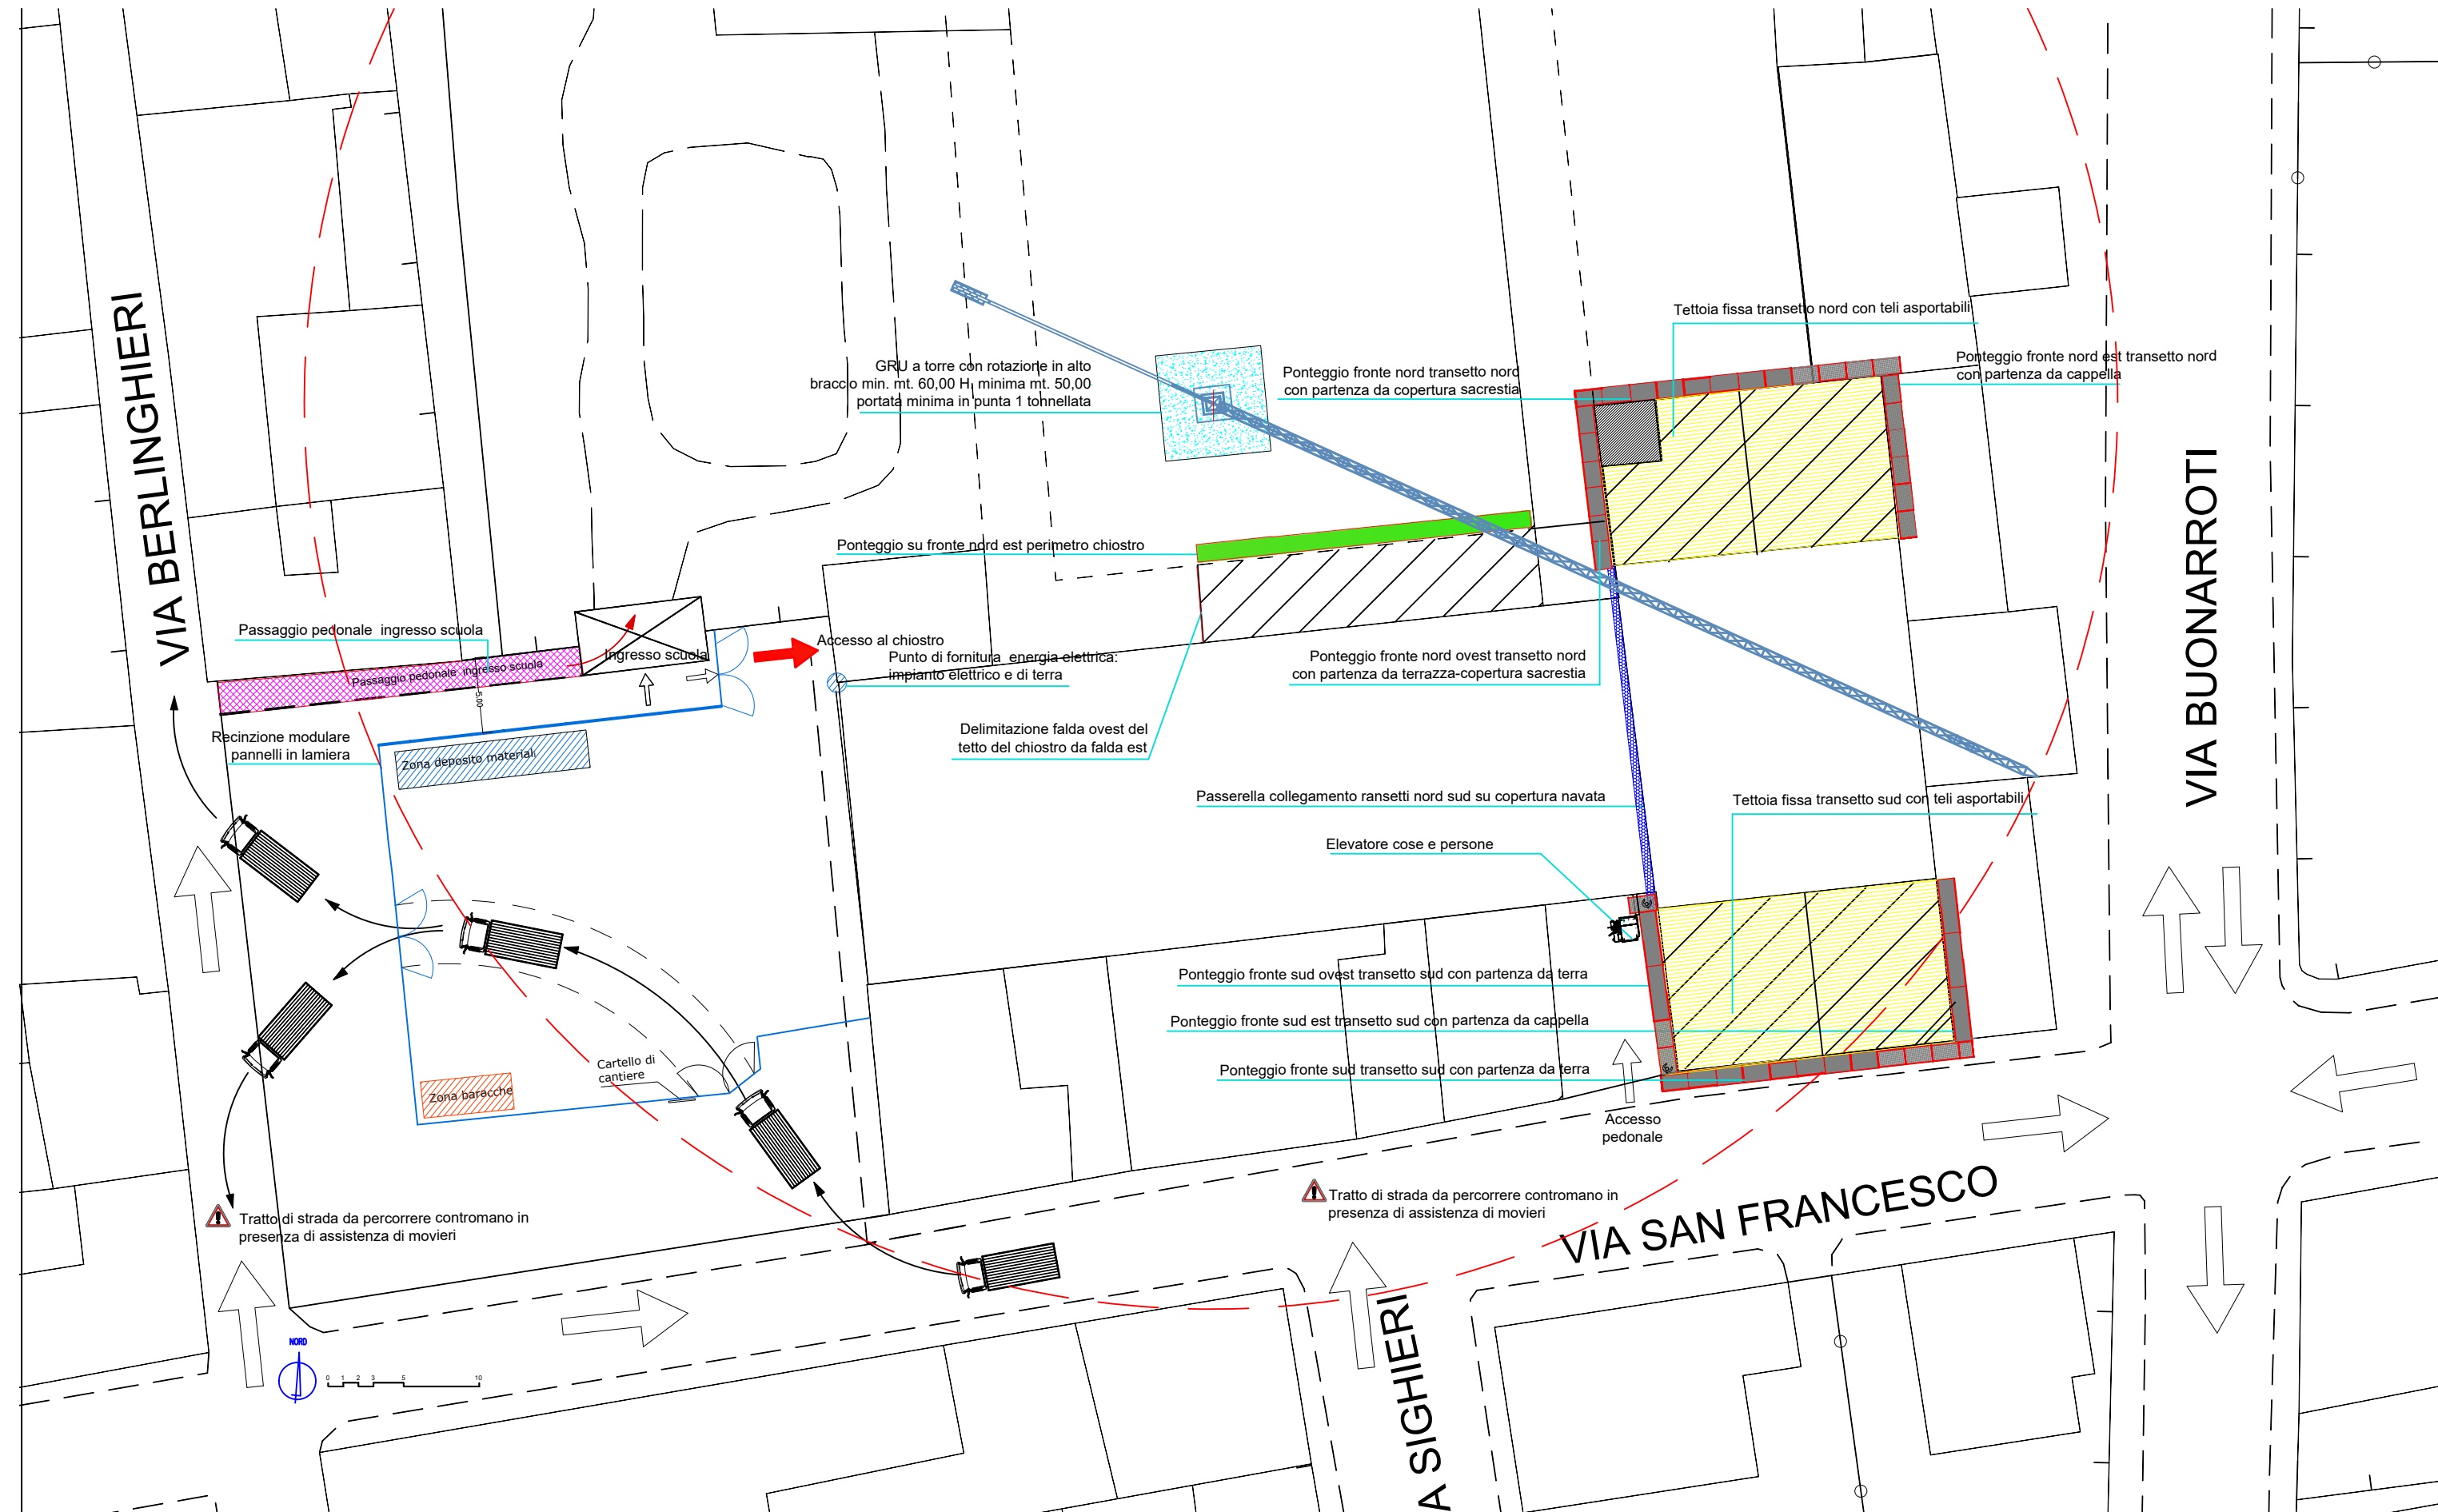 Tettoia fissa transetto nord con teli asportabili
GRU a torre con rotazione in alto
braccio min. mt. 60,00 H. minima mt. 50,00
portata minima in punta 1 tonnellata
Ponteggio fronte nord transetto nord
con partenza da copertura sacrestia
Ponteggio fronte nord est transetto nord
con partenza da cappella
VIA BERLINGHIERI
VIA BUONARROTI
Ponteggio su fronte nord est perimetro chiostro
Passaggio pedonale ingresso scuola
Passaggio pedonale ingresso scuola
Ingresso scuola
Accesso al chiostro
Punto di fornitura energia elettrica:
impianto elettrico e di terra
Ponteggio fronte nord ovest transetto nord
con partenza da terrazza-copertura sacrestia
5,00
Recinzione modulare
pannelli in lamiera
Zona deposito materiali
Delimitazione falda ovest del
tetto del chiostro da falda est
Passerella collegamento ransetti nord sud su copertura navata
Tettoia fissa transetto sud con teli asportabili
Elevatore cose e persone
Ponteggio fronte sud ovest transetto sud con partenza da terra
Ponteggio fronte sud est transetto sud con partenza da cappella
Ponteggio fronte sud transetto sud con partenza da terra
Cartello di
cantiere
Zona baracche
Accesso
pedonale
Tratto di strada da percorrere contromano in
presenza di assistenza di movieri
Tratto di strada da percorrere contromano in
presenza di assistenza di movieri
VIA SAN FRANCESCO
A SIGHIERI
NORD
0 1 2 3 5 10